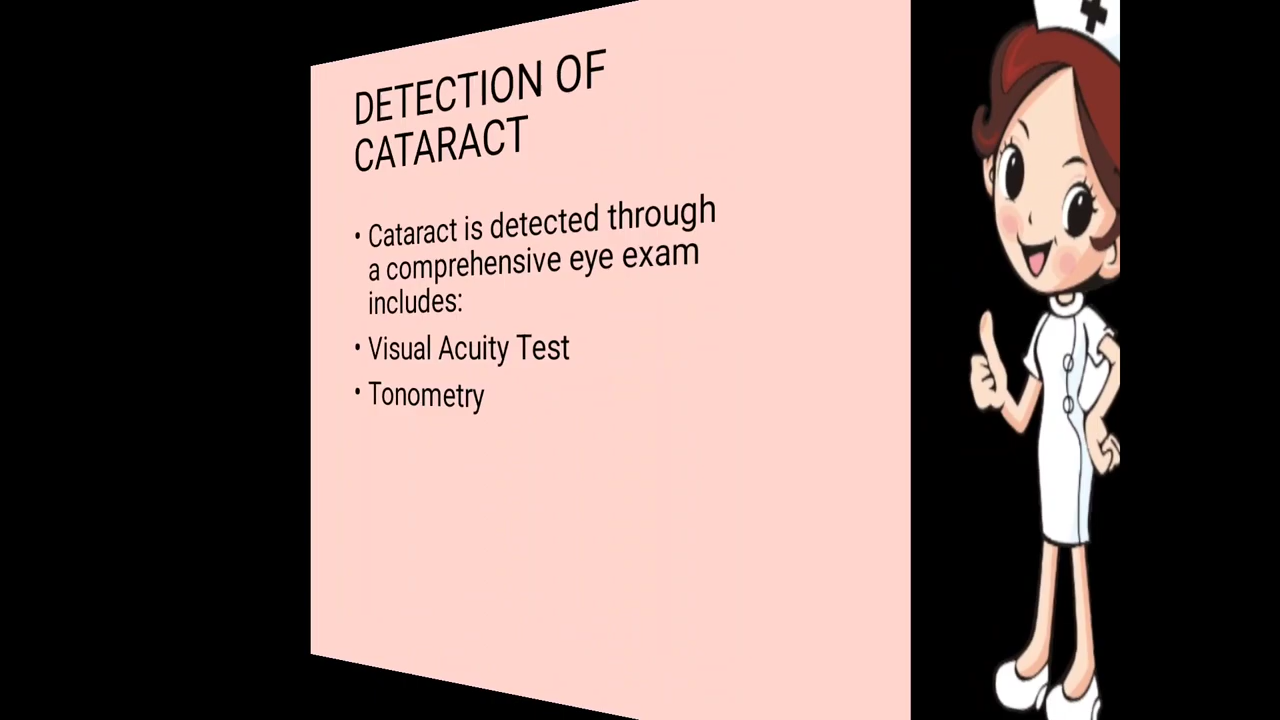 DETECTION OF
CATARACT
• Cataract is detected through
a comprehensive eye exam
includes:
• Visual Acuity Test
• Tonometry